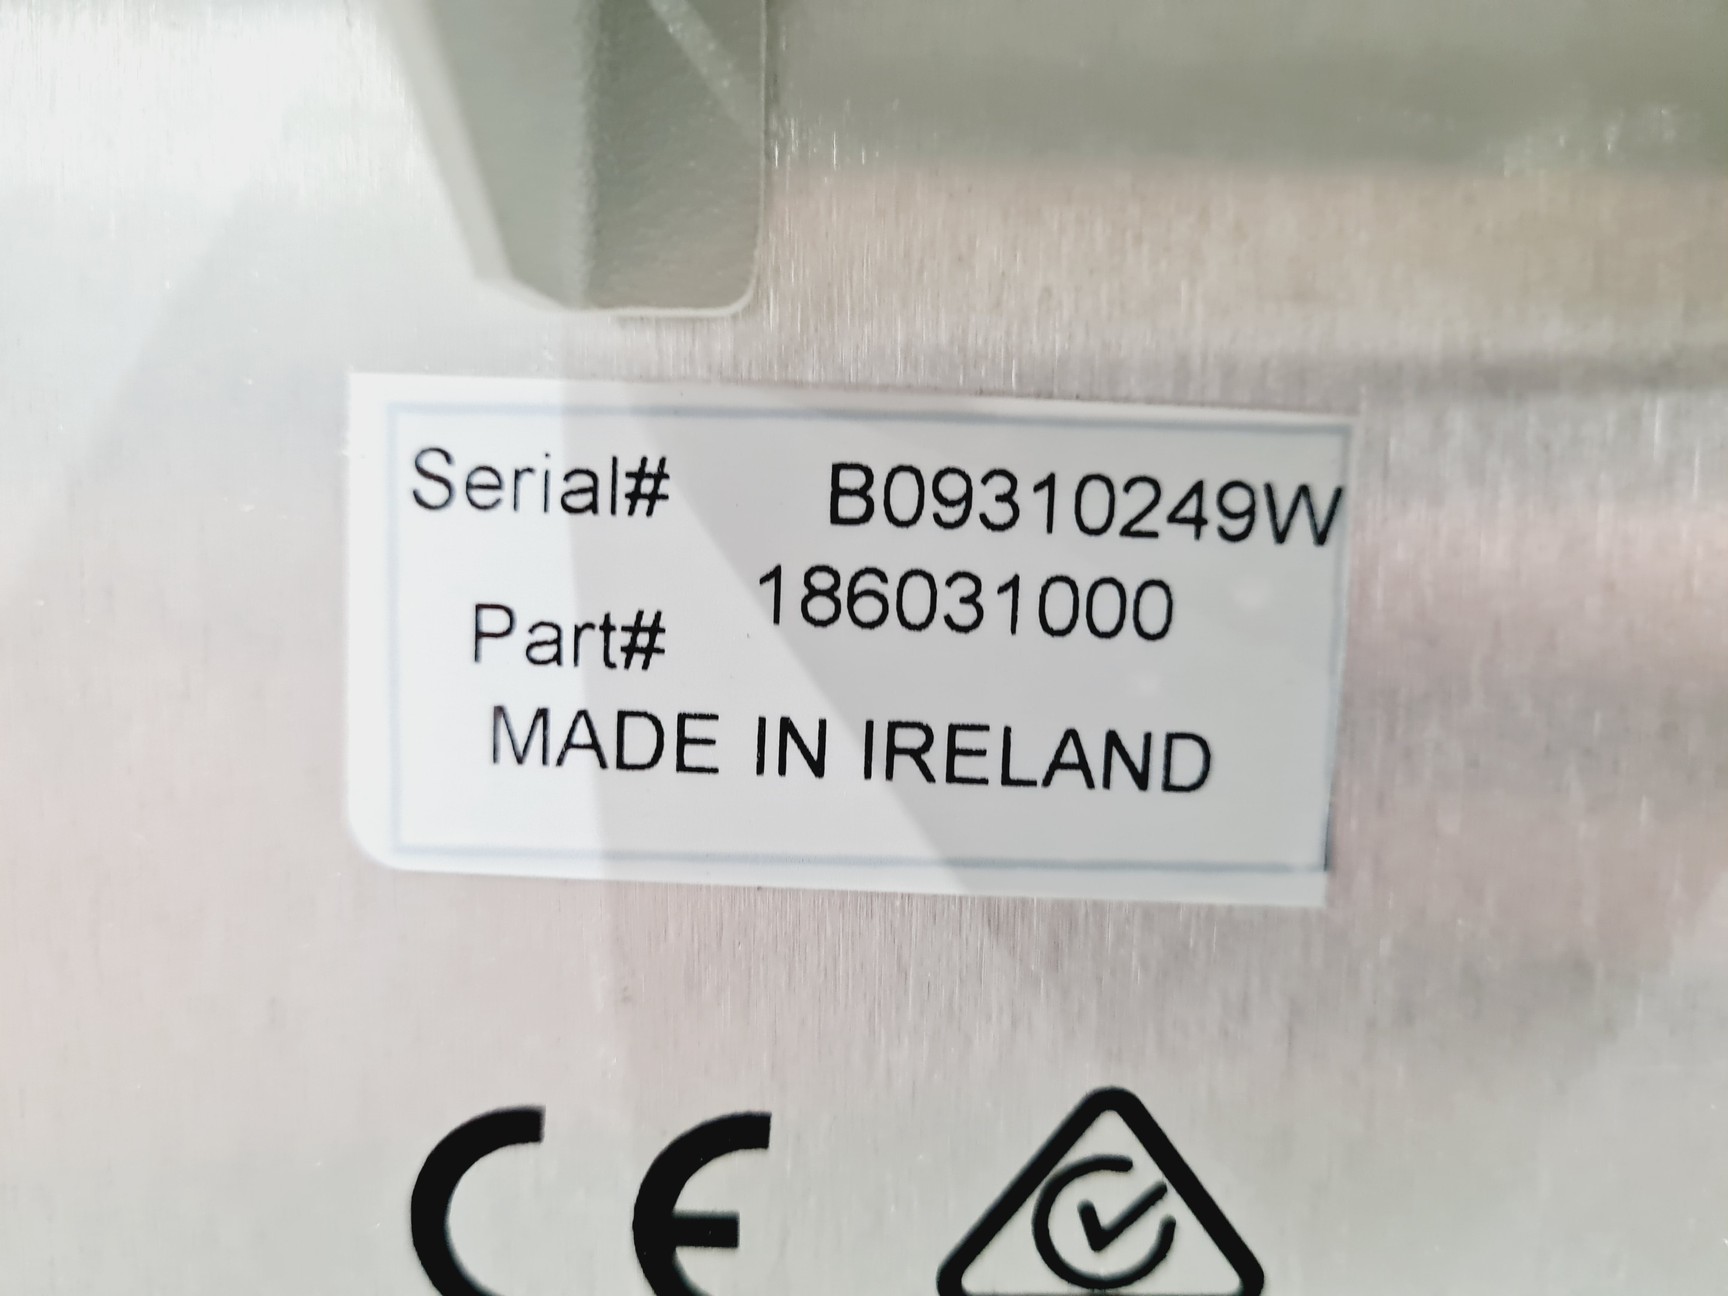 Serial# B09310249W
Part# 186031000
MADE IN IRELAND
CE